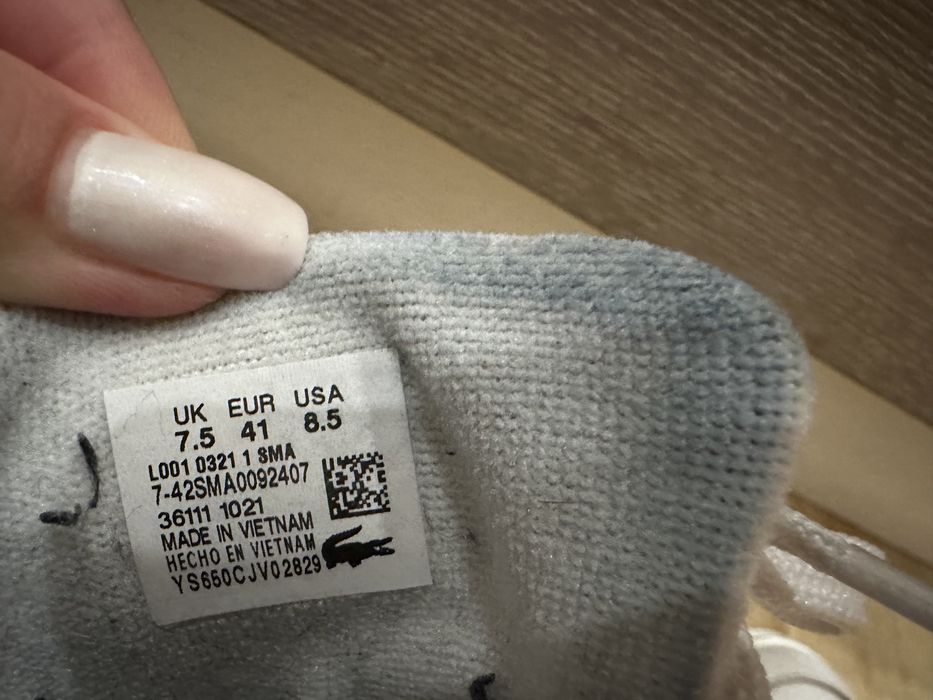 UK EUR USA
7.5 41 8.5
L001 0321 1 SMA
7-42SMA0092407
36111 1021
MADE IN VIETNAM
HECHO EN VIETNAM
YS650CJV02829